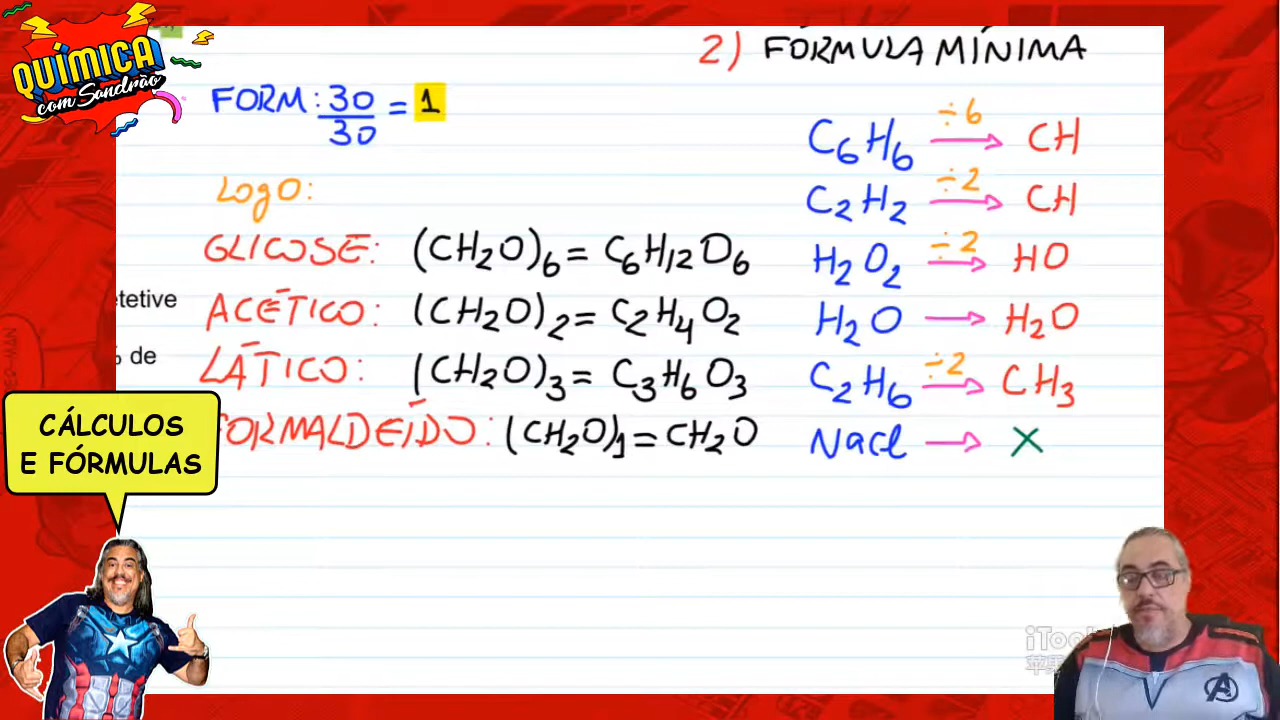 QUÍMICA
com Sandrão
2) FÓRMULA MÍNIMA
FORM: 30/30 = 1
LOGO:
GLICOSE: (CH2O)6 = C6H12O6
ACÉTICO: (CH2O)2 = C2H4O2
LÁTICO: (CH2O)3 = C3H6O3
FORMALDEÍDO: (CH2O)1 = CH2O
C6H6 ÷6 → CH
C2H2 ÷2 → CH
H2O2 ÷2 → HO
H2O → H2O
C2H6 ÷2 → CH3
NaCl → X
etetive
% de
CÁLCULOS
E FÓRMULAS